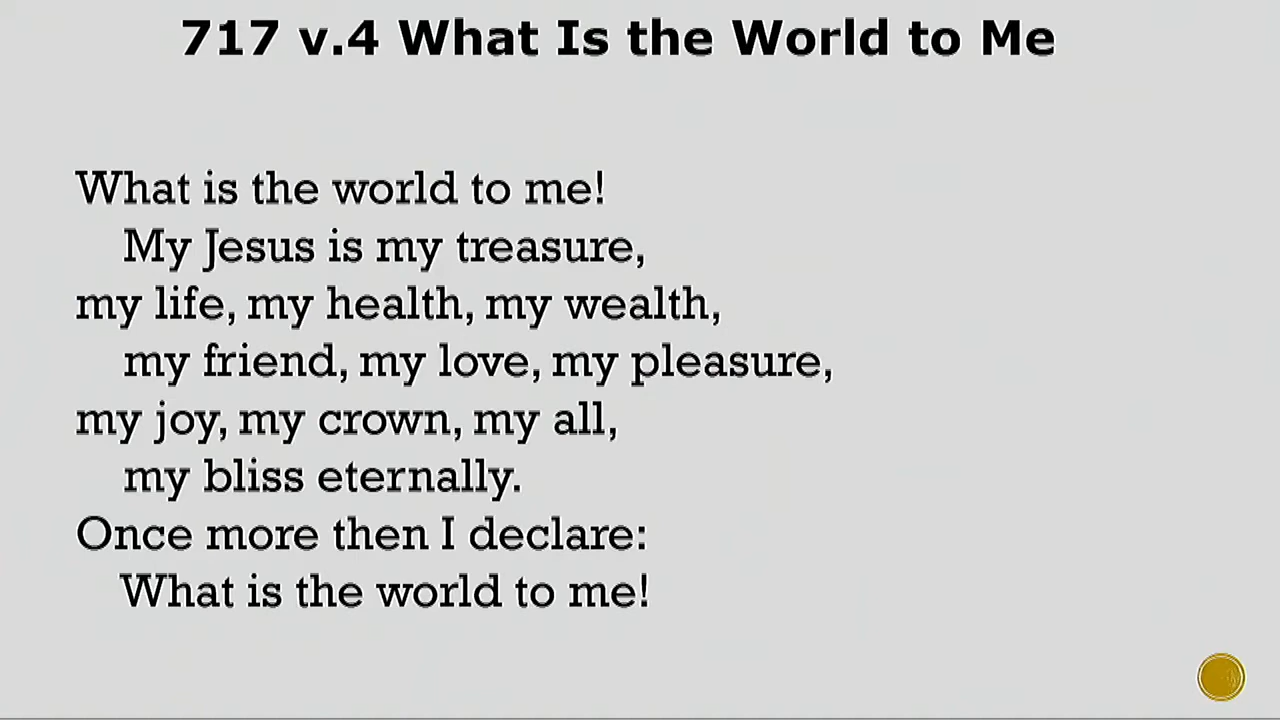 717 v.4 What Is the World to Me
What is the world to me!
My Jesus is my treasure,
my life, my health, my wealth,
my friend, my love, my pleasure,
my joy, my crown, my all,
my bliss eternally.
Once more then I declare:
What is the world to me!